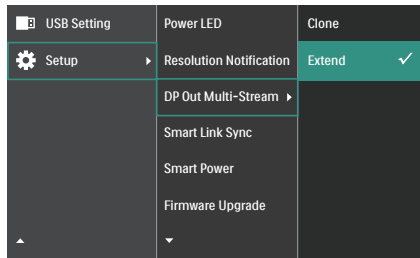 USB Setting
Setup
Power LED
Resolution Notification
DP Out Multi-Stream
Smart Link Sync
Smart Power
Firmware Upgrade
Clone
Extend